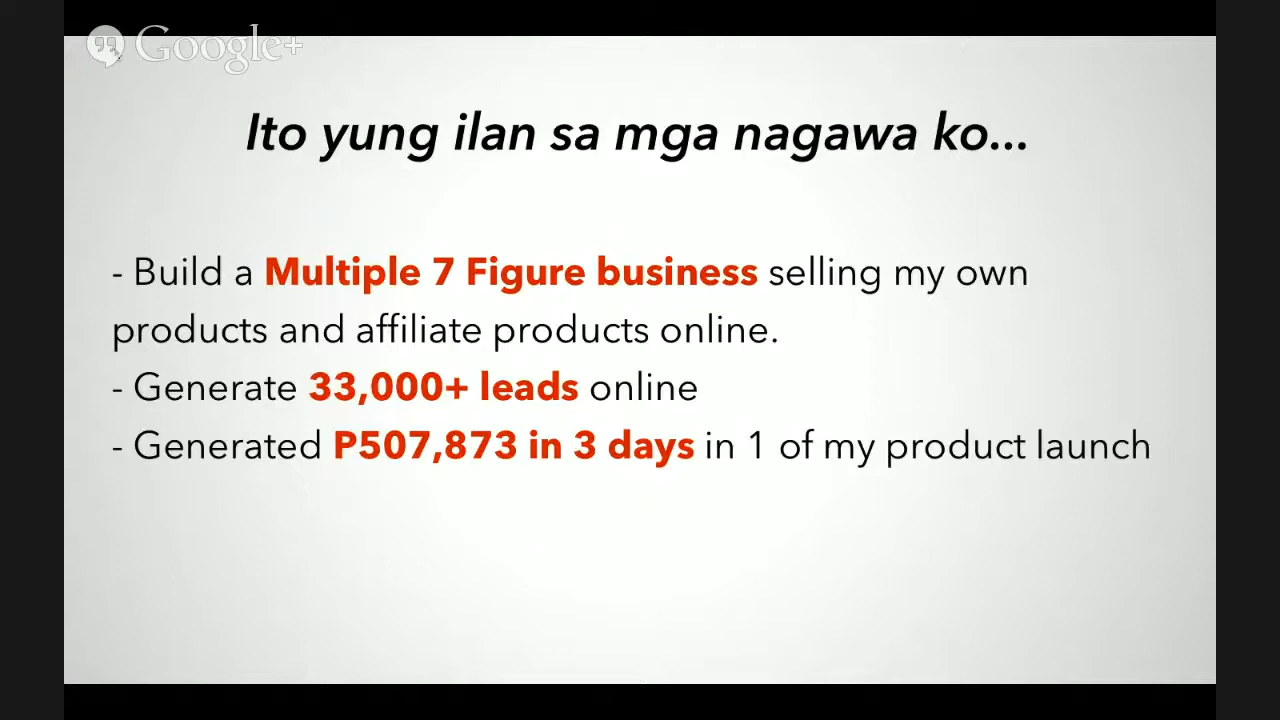 Google+
Ito yung ilan sa mga nagawa ko...
- Build a Multiple 7 Figure business selling my own
products and affiliate products online.
- Generate 33,000+ leads online
- Generated P507,873 in 3 days in 1 of my product launch